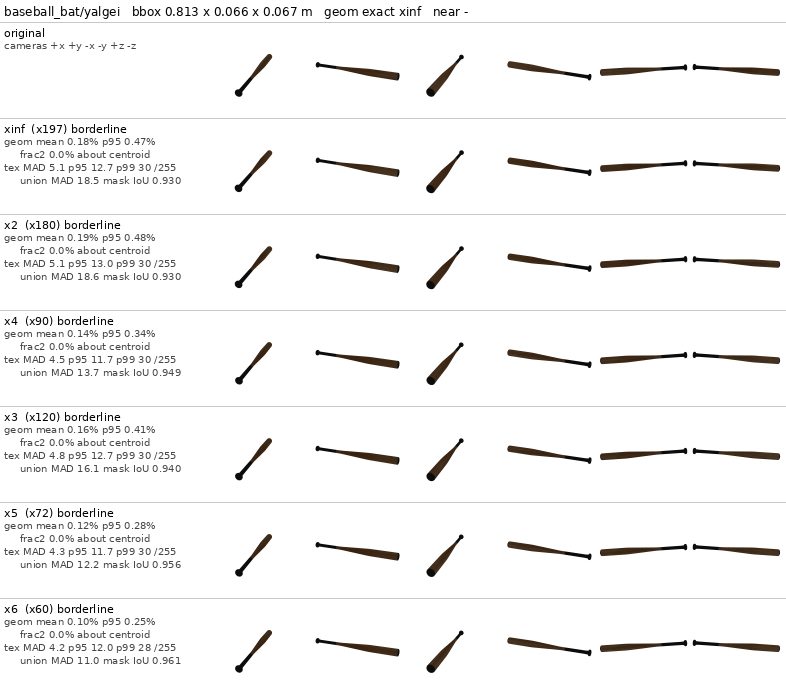 baseball_bat/yalgei bbox 0.813 x 0.066 x 0.067 m geom exact xinf near -
original
cameras +x +y -x -y +z -z
xinf (x197) borderline
geom mean 0.18% p95 0.47%
frac2 0.0% about centroid
tex MAD 5.1 p95 12.7 p99 30 /255
union MAD 18.5 mask IoU 0.930
x2 (x180) borderline
geom mean 0.19% p95 0.48%
frac2 0.0% about centroid
tex MAD 5.1 p95 13.0 p99 30 /255
union MAD 18.6 mask IoU 0.930
x4 (x90) borderline
geom mean 0.14% p95 0.34%
frac2 0.0% about centroid
tex MAD 4.5 p95 11.7 p99 30 /255
union MAD 13.7 mask IoU 0.949
x3 (x120) borderline
geom mean 0.16% p95 0.41%
frac2 0.0% about centroid
tex MAD 4.8 p95 12.7 p99 30 /255
union MAD 16.1 mask IoU 0.940
x5 (x72) borderline
geom mean 0.12% p95 0.28%
frac2 0.0% about centroid
tex MAD 4.3 p95 11.7 p99 30 /255
union MAD 12.2 mask IoU 0.956
x6 (x60) borderline
geom mean 0.10% p95 0.25%
frac2 0.0% about centroid
tex MAD 4.2 p95 12.0 p99 28 /255
union MAD 11.0 mask IoU 0.961